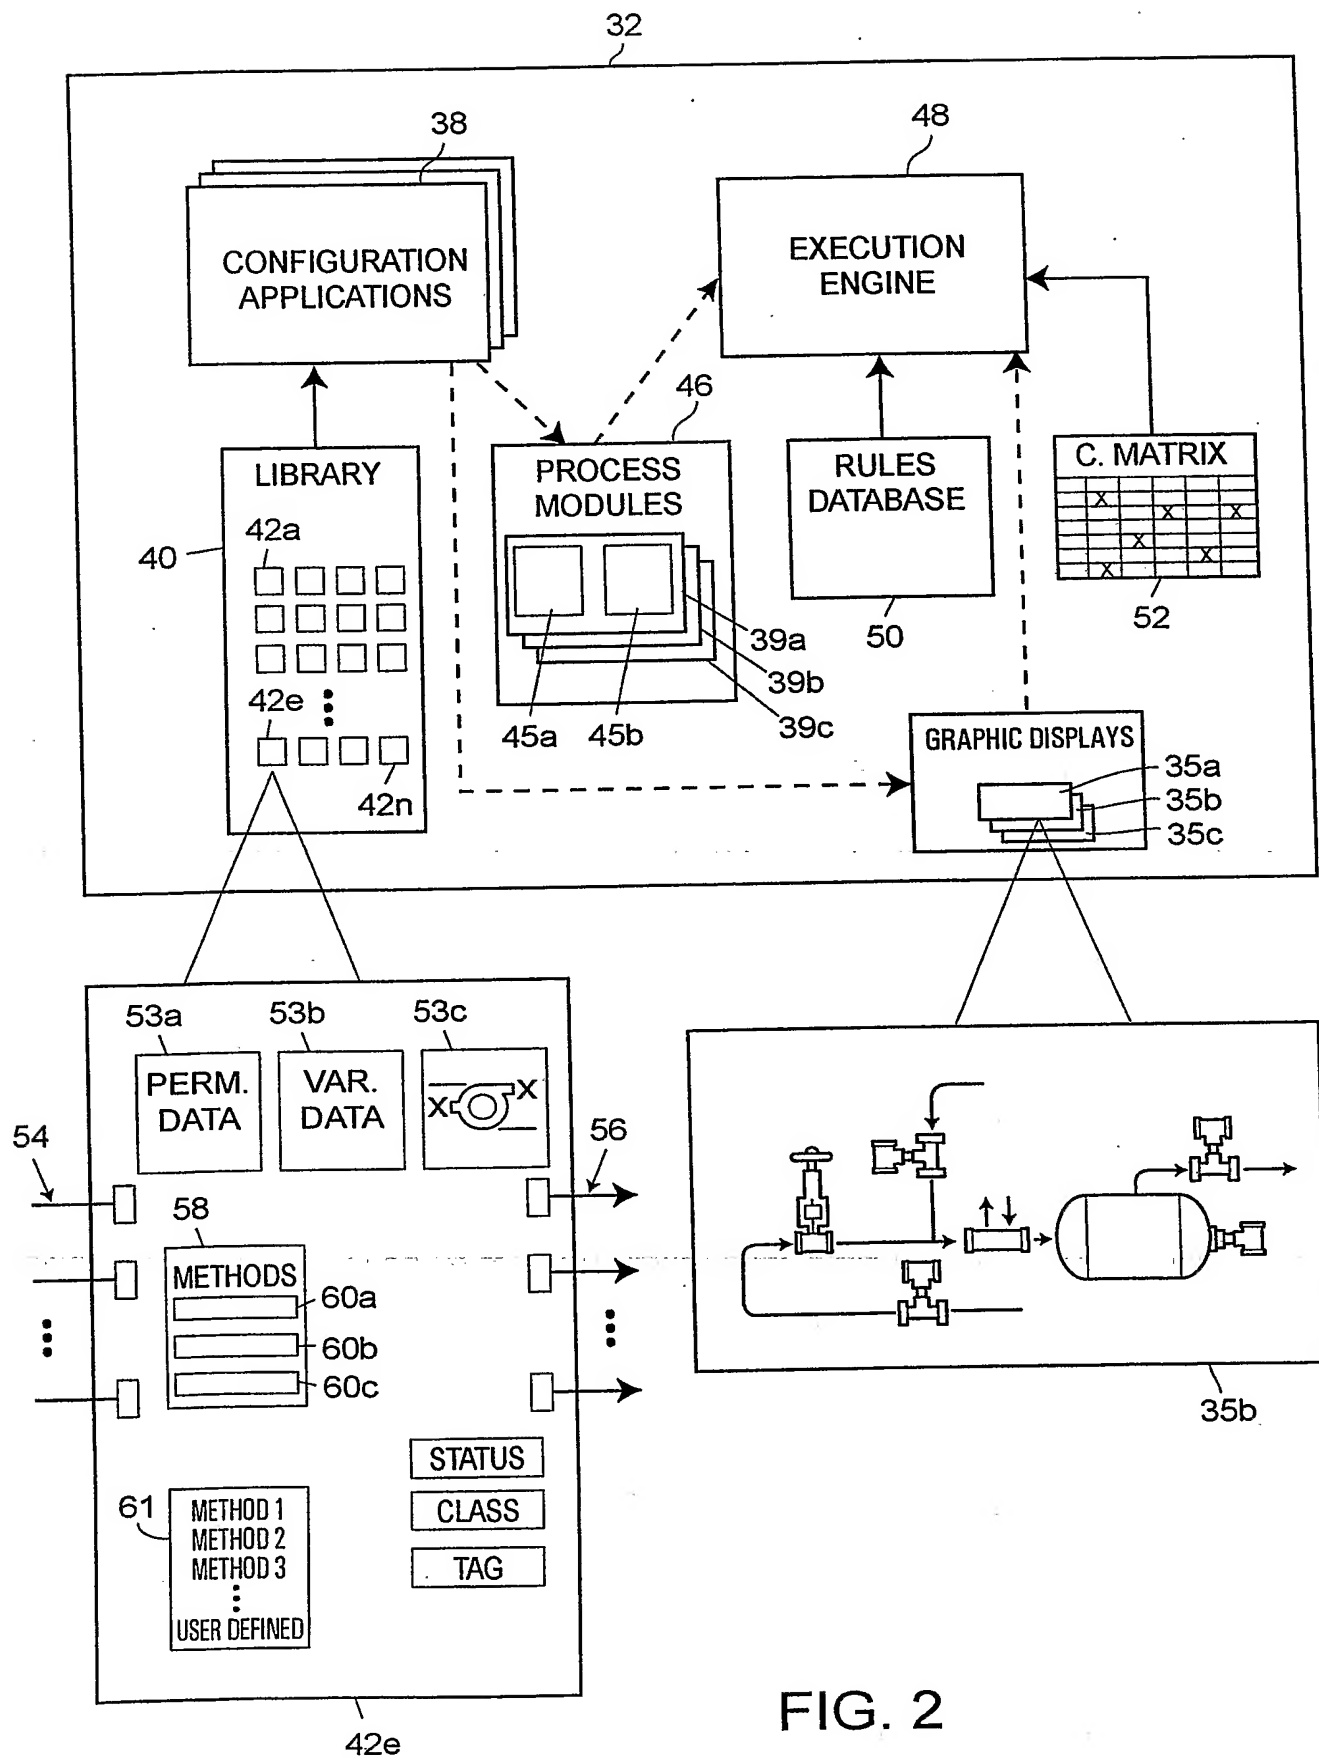 32
38
48
CONFIGURATION
APPLICATIONS
EXECUTION
ENGINE
46
LIBRARY
PROCESS
MODULES
RULES
DATABASE
C. MATRIX
X
X
X
X
X
X
40
42a
39a
39b
39c
50
52
42e
45a
45b
42n
GRAPHIC DISPLAYS
35a
35b
35c
53a
53b
53c
PERM.
DATA
VAR.
DATA
X
X
54
56
58
METHODS
60a
60b
60c
STATUS
CLASS
TAG
61
METHOD 1
METHOD 2
METHOD 3
USER DEFINED
35b
42e
FIG. 2